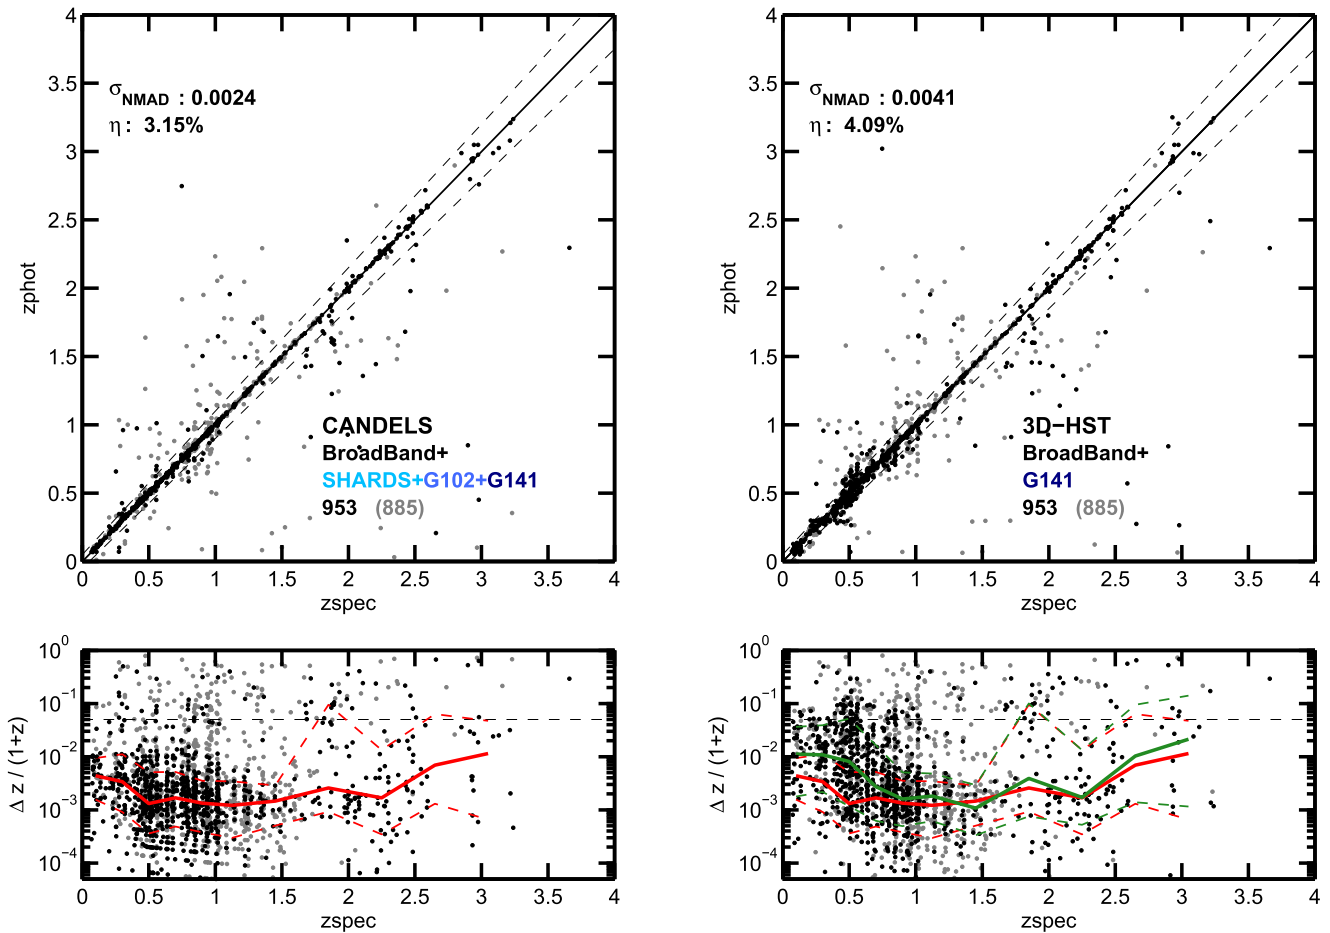 4
3.5
3
2.5
2
1.5
1
0.5
0
zphot
σNMAD : 0.0024
η : 3.15%
CANDELS
BroadBand+
SHARDS+G102+G141
953 (885)
0 0.5 1 1.5 2 2.5 3 3.5 4
zspec
4
3.5
3
2.5
2
1.5
1
0.5
0
zphot
σNMAD : 0.0041
η : 4.09%
3D−HST
BroadBand+
G141
953 (885)
0 0.5 1 1.5 2 2.5 3 3.5 4
zspec
10^0
10^−1
10^−2
10^−3
10^−4
Δ z / (1+z)
0 0.5 1 1.5 2 2.5 3 3.5 4
zspec
10^0
10^−1
10^−2
10^−3
10^−4
Δ z / (1+z)
0 0.5 1 1.5 2 2.5 3 3.5 4
zspec